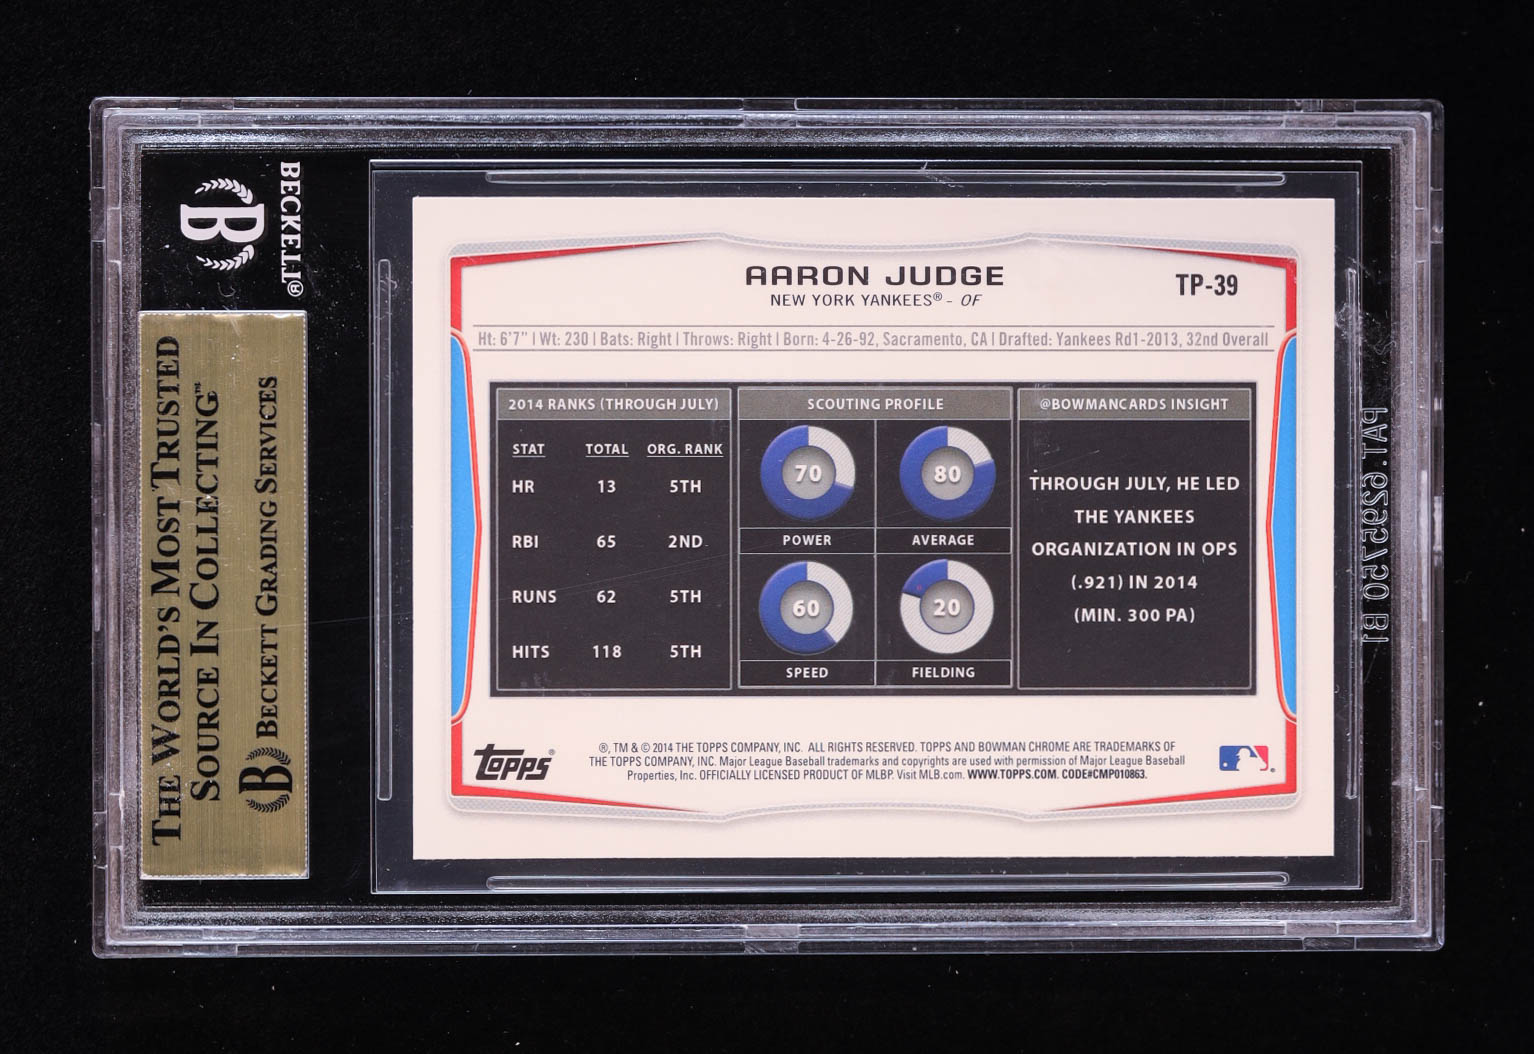 BECKETT®
B
THE WORLD'S MOST TRUSTED
SOURCE IN COLLECTING™
B BECKETT GRADING SERVICES
AARON JUDGE
NEW YORK YANKEES® - OF
TP-39
Ht: 6'7" | Wt: 230 | Bats: Right | Throws: Right | Born: 4-26-92, Sacramento, CA | Drafted: Yankees Rd1-2013, 32nd Overall
2014 RANKS (THROUGH JULY)
STAT TOTAL ORG. RANK
HR 13 5TH
RBI 65 2ND
RUNS 62 5TH
HITS 118 5TH
SCOUTING PROFILE
70 80
POWER AVERAGE
60 20
SPEED FIELDING
@BOWMANCARDS INSIGHT
THROUGH JULY, HE LED
THE YANKEES
ORGANIZATION IN OPS
(.921) IN 2014
(MIN. 300 PA)
Topps®
®, TM & © 2014 THE TOPPS COMPANY, INC. ALL RIGHTS RESERVED. TOPPS AND BOWMAN CHROME ARE TRADEMARKS OF
THE TOPPS COMPANY, INC. Major League Baseball trademarks and copyrights are used with permission of Major League Baseball
Properties, Inc. OFFICIALLY LICENSED PRODUCT OF MLBP. Visit MLB.com. WWW.TOPPS.COM. CODE#CMP010863.
PAT. 6295750 B1